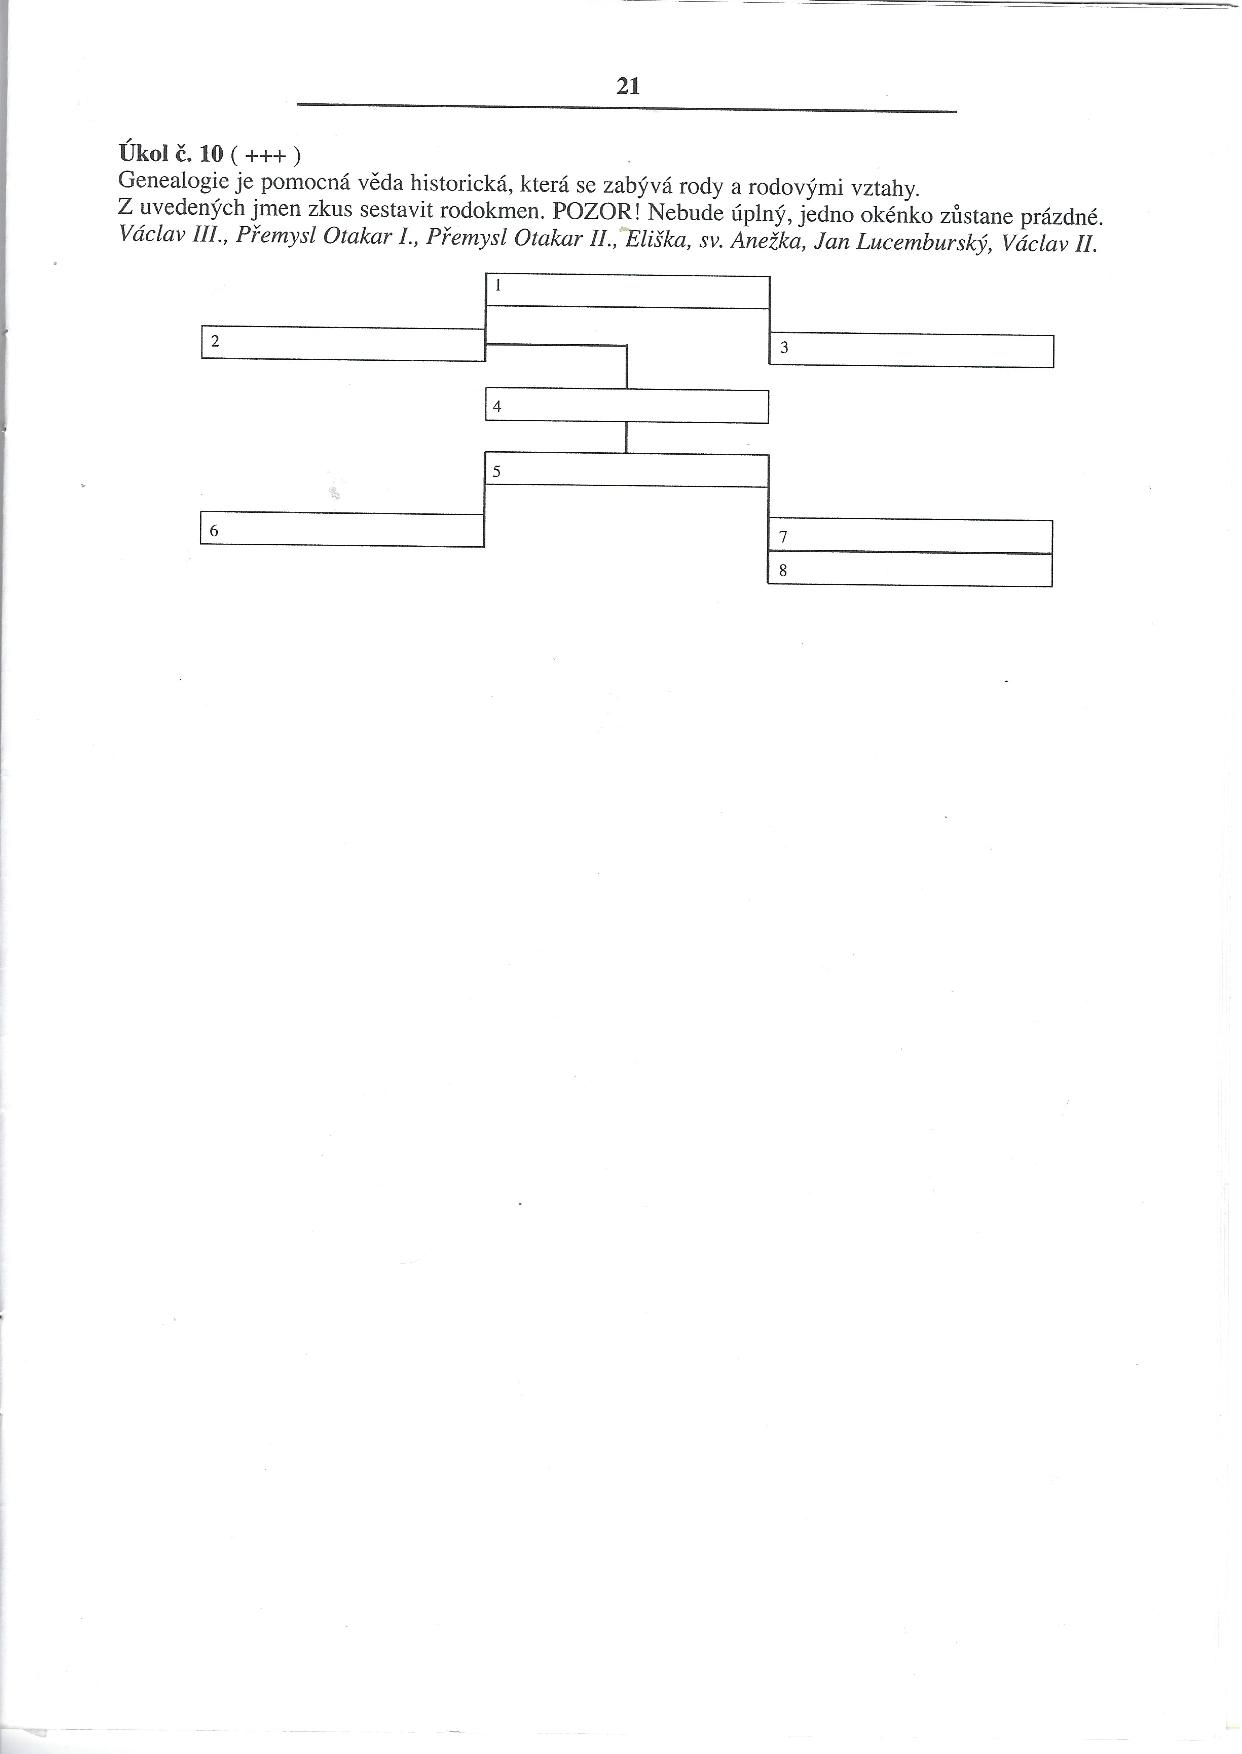 21
Úkol č. 10 ( +++ )
Genealogie je pomocná věda historická, která se zabývá rody a rodovými vztahy.
Z uvedených jmen zkus sestavit rodokmen. POZOR! Nebude úplný, jedno okénko zůstane prázdné.
Václav III., Přemysl Otakar I., Přemysl Otakar II., Eliška, sv. Anežka, Jan Lucemburský, Václav II.
1
2
3
4
5
6
7
8